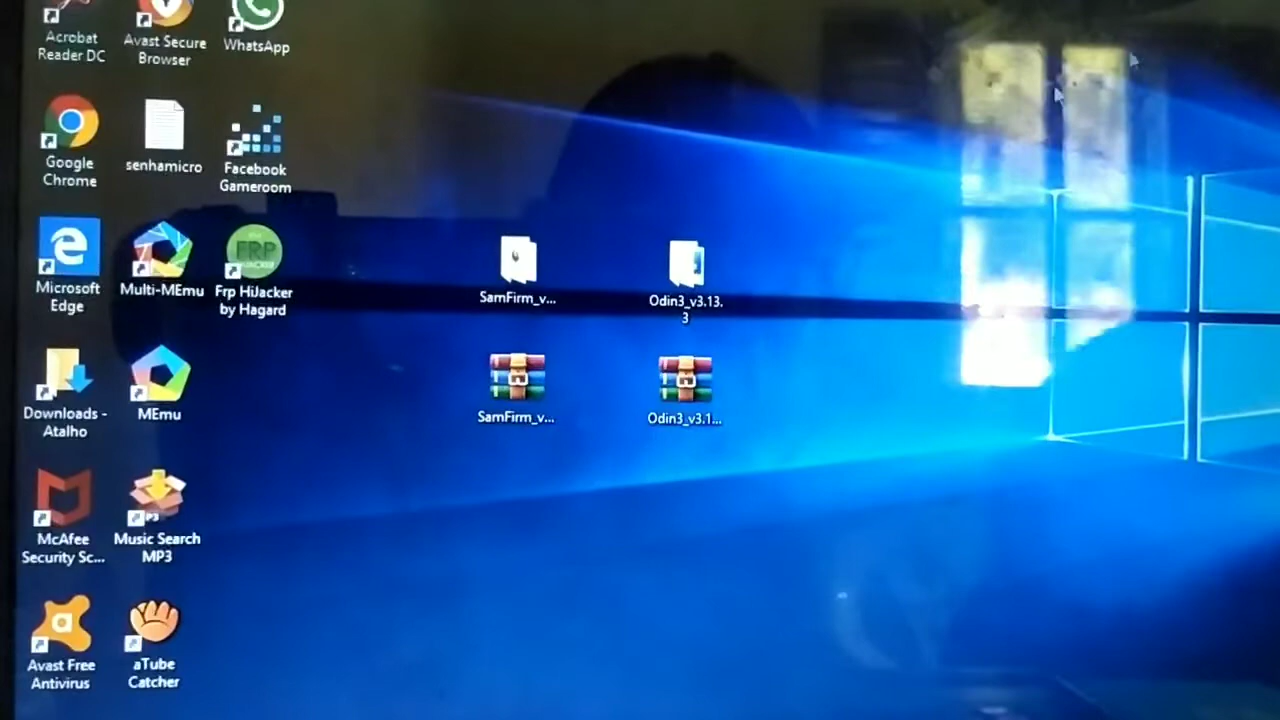 Acrobat
Reader DC
Avast Secure
Browser
WhatsApp
Google
Chrome
senhamicro
Facebook
Gameroom
Microsoft
Edge
Multi-MEmu
FRP
Frp HiJacker
by Hagard
SamFirm_v...
Odin3_v3.13.
3
Downloads -
Atalho
MEmu
SamFirm_v...
Odin3_v3.1...
McAfee
Security Sc...
Music Search
MP3
Avast Free
Antivirus
aTube
Catcher